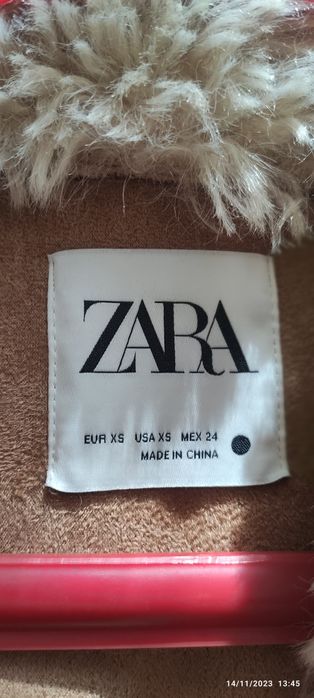 ZARA
EUR XS USA XS MEX 24
MADE IN CHINA
14/11/2023 13:45